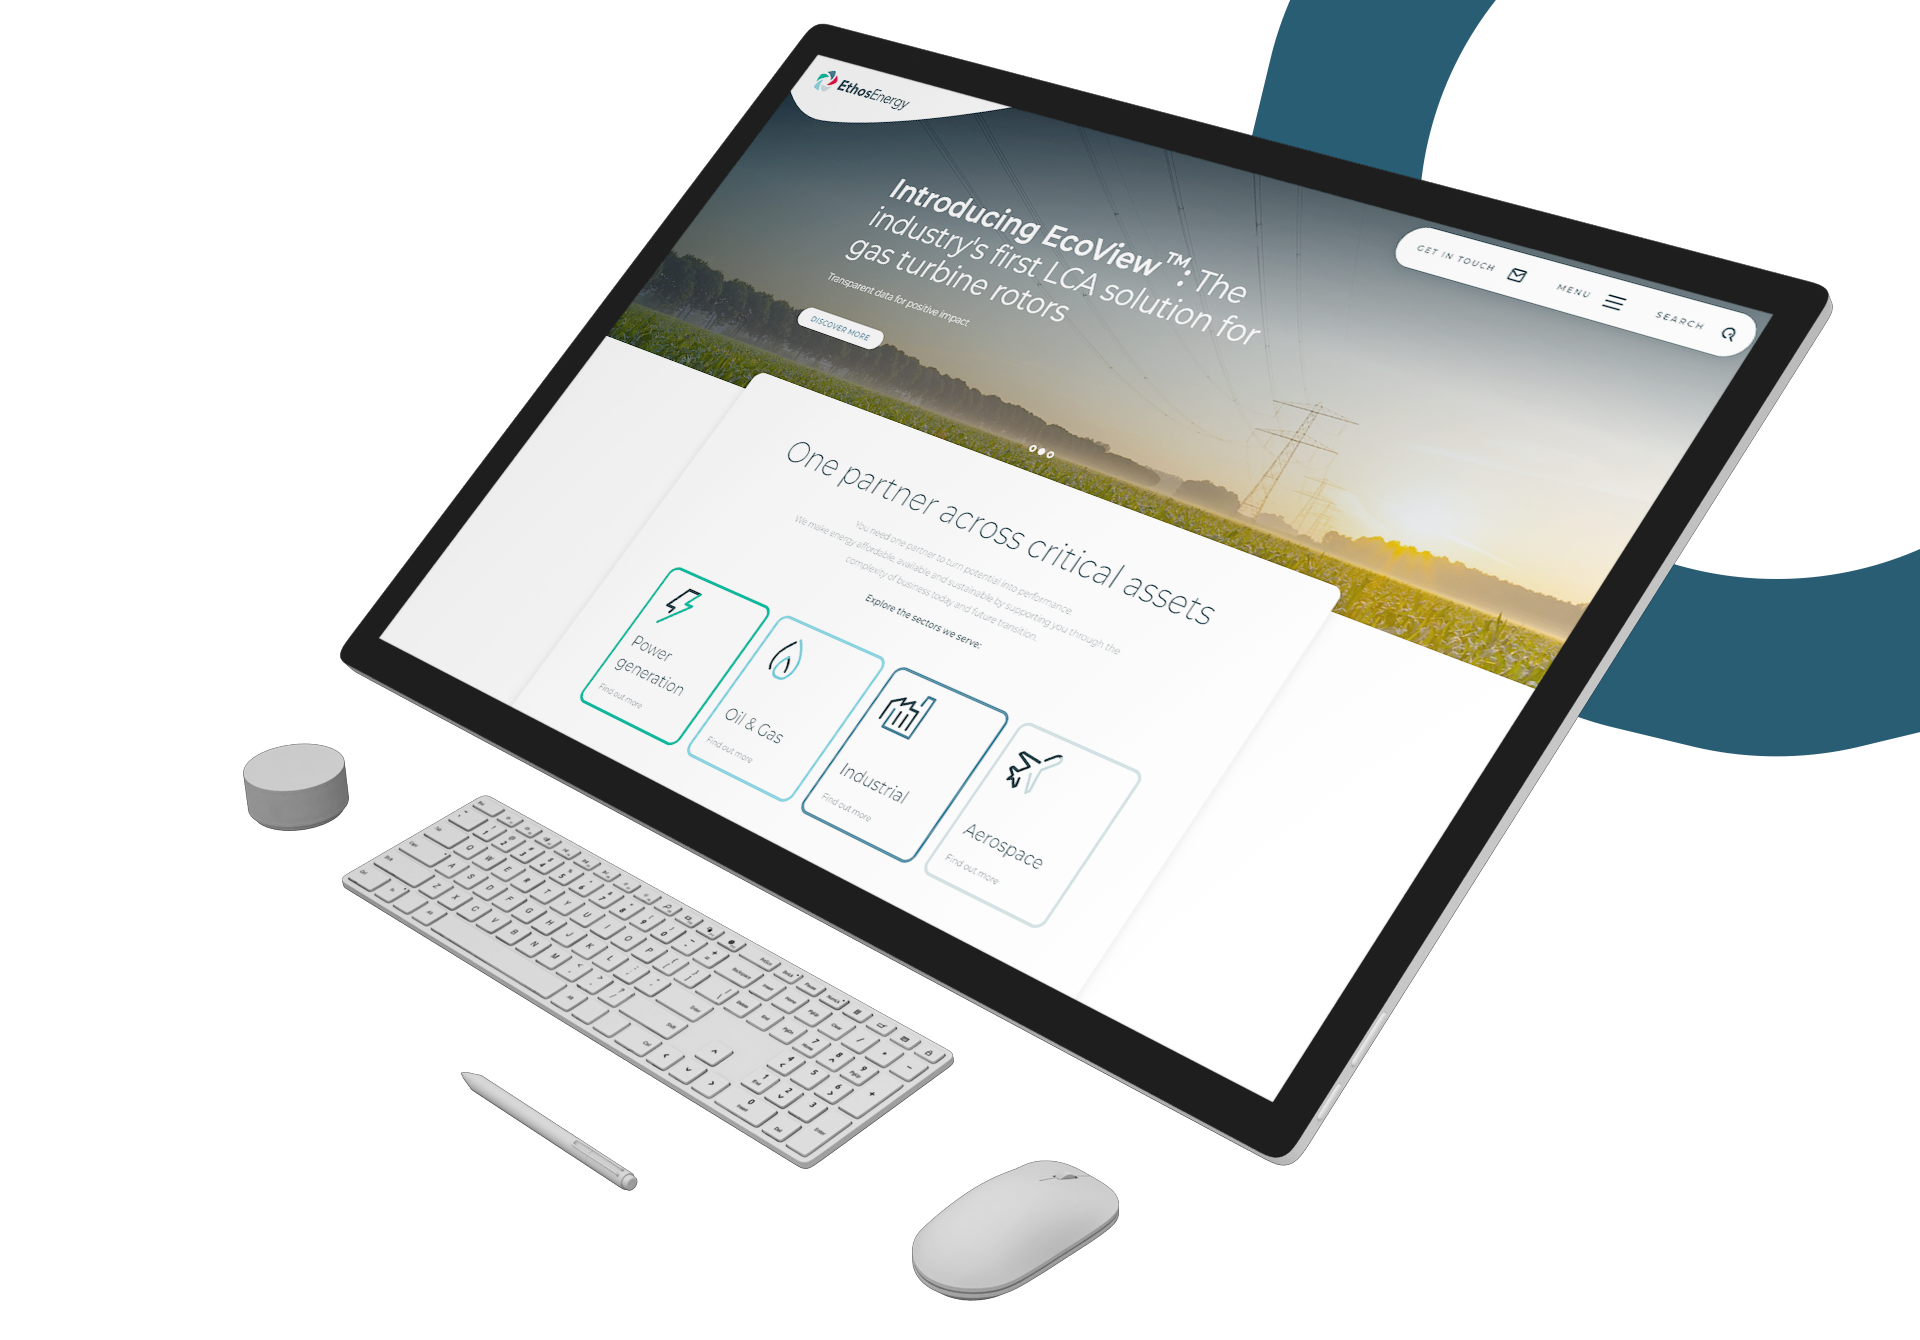 EthosEnergy
GET IN TOUCH
MENU
SEARCH
Introducing EcoView™: The
industry's first LCA solution for
gas turbine rotors
Transparent data for positive impact
DISCOVER MORE
One partner across critical assets
You need one partner to turn potential into performance.
We make energy affordable, available and sustainable by supporting you through the
complexity of business today and future transition.
Explore the sectors we serve:
Power
generation
Find out more
Oil & Gas
Find out more
Industrial
Find out more
Aerospace
Find out more